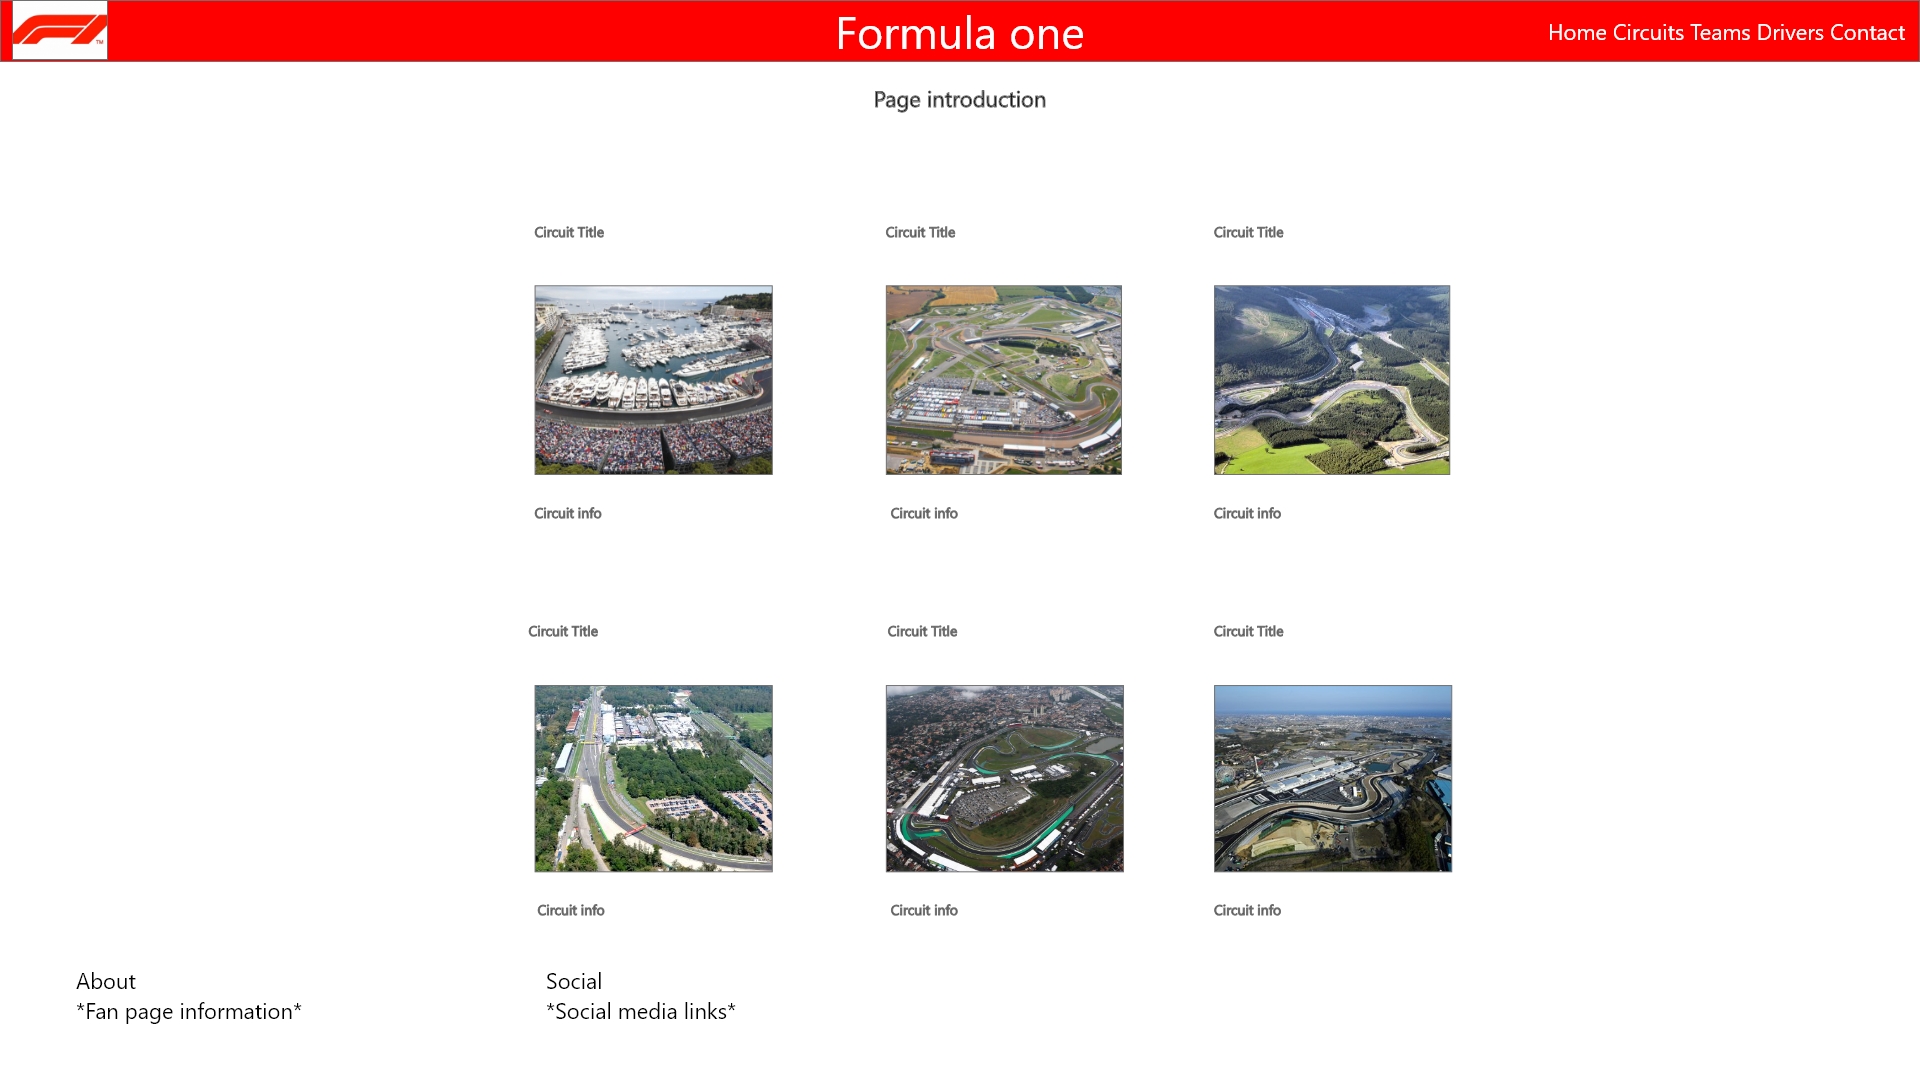 Formula one
Home Circuits Teams Drivers Contact
Page introduction
Circuit Title
Circuit Title
Circuit Title
Circuit info
Circuit info
Circuit info
Circuit Title
Circuit Title
Circuit Title
Circuit info
Circuit info
Circuit info
About
*Fan page information*
Social
*Social media links*